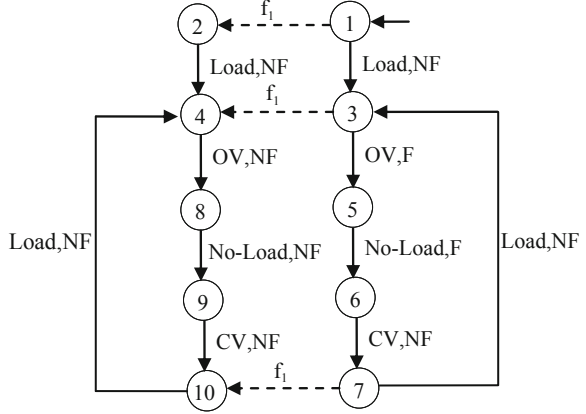 f1
2
1
Load,NF
Load,NF
f1
4
3
OV,NF
OV,F
8
5
Load,NF
No-Load,NF
No-Load,F
Load,NF
9
6
CV,NF
CV,NF
f1
10
7